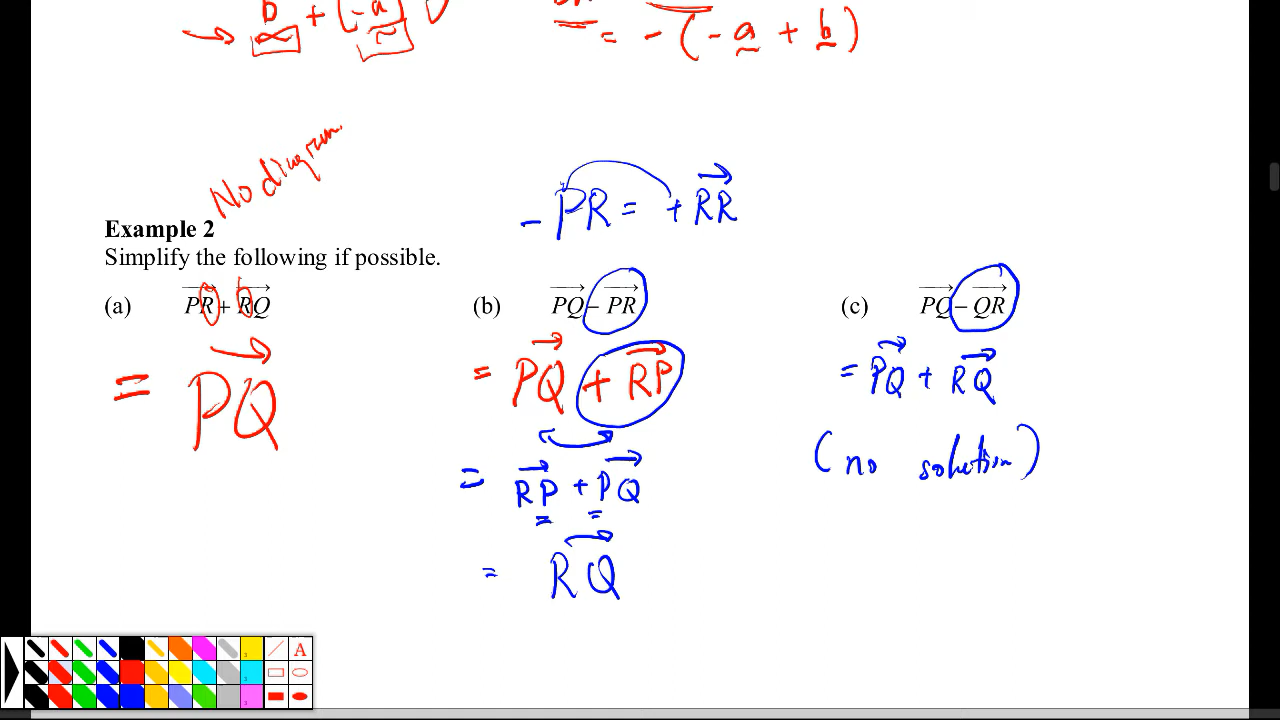 b + (-a)
= - (-a + b)
No diagram
-PR = +RR
Example 2
Simplify the following if possible.
(a) PR + RQ
= PQ
(b) PQ – PR
= PQ + RP
= RP + PQ
= RQ
(c) PQ – QR
= PQ + RQ
(no solution)
A